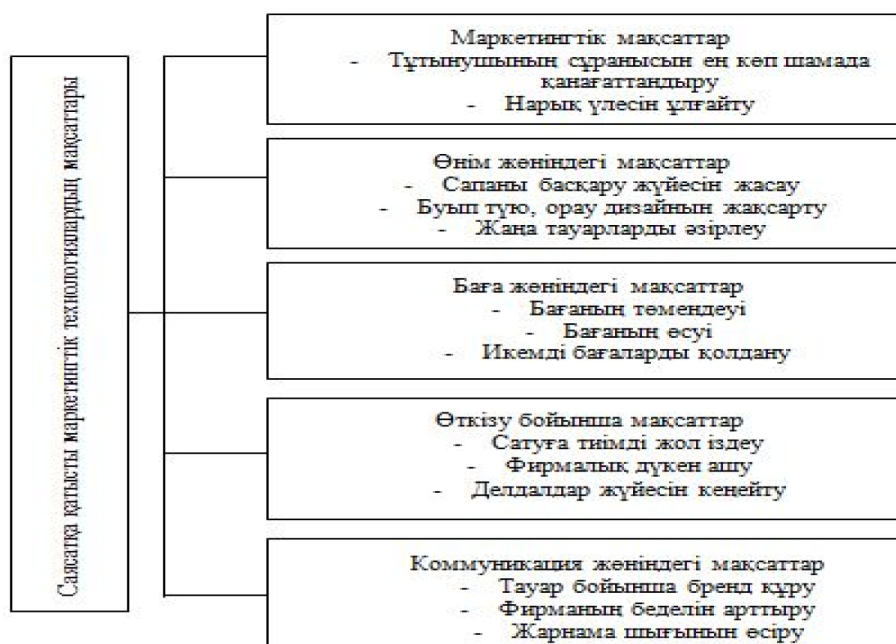 Саясатқа қатысты маркетингтік технологиялардың мақсаттары
Маркетингтік мақсаттар
- Тұтынушының сұранысын ең көп шамада
қанағаттандыру
- Нарық үлесін ұлғайту
Өнім жөніндегі мақсаттар
- Сапаны басқару жүйесін жасау
- Буып түю, орау дизайнын жақсарту
- Жаңа тауарларды әзірлеу
Баға жөніндегі мақсаттар
- Бағаның төмендеуі
- Бағаның өсуі
- Икемді бағаларды қолдану
Өткізу бойынша мақсаттар
- Сатуға тиімді жол іздеу
- Фирмалық дүкен ашу
- Делдалдар жүйесін кеңейту
Коммуникация жөніндегі мақсаттар
- Тауар бойынша бренд құру
- Фирманың беделін арттыру
- Жарнама шығынын өсіру